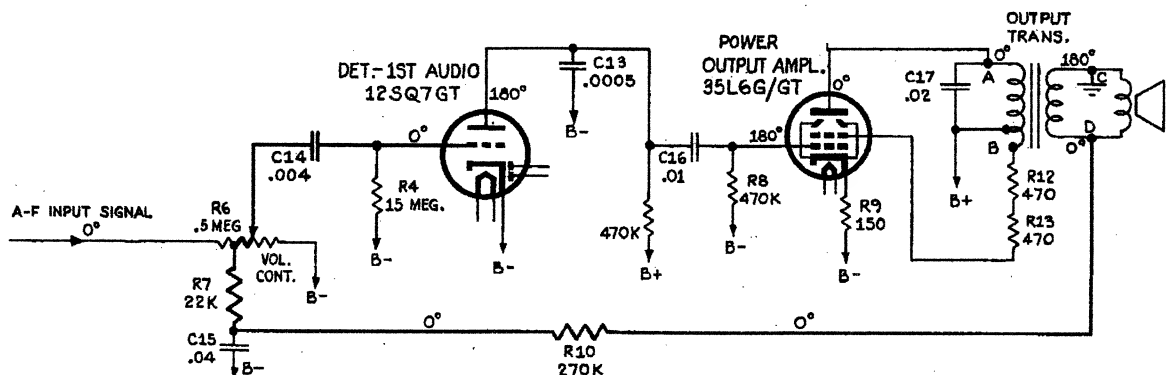 OUTPUT
TRANS.
POWER
OUTPUT AMPL.
35L6G/GT
DET.-1ST AUDIO
12SQ7GT
C13
.0005
B-
180°
0°
0°
A
C17
.02
180°
C
B
D
0°
B+
C14
.004
0°
R4
15 MEG.
B-
B-
C16
.01
180°
R8
470K
B-
470K
B+
R9
150
B-
R12
470
R13
470
A-F INPUT SIGNAL
0°
R6
.5 MEG
VOL.
CONT.
B-
R7
22K
C15
.04
B-
0°
R10
270K
0°